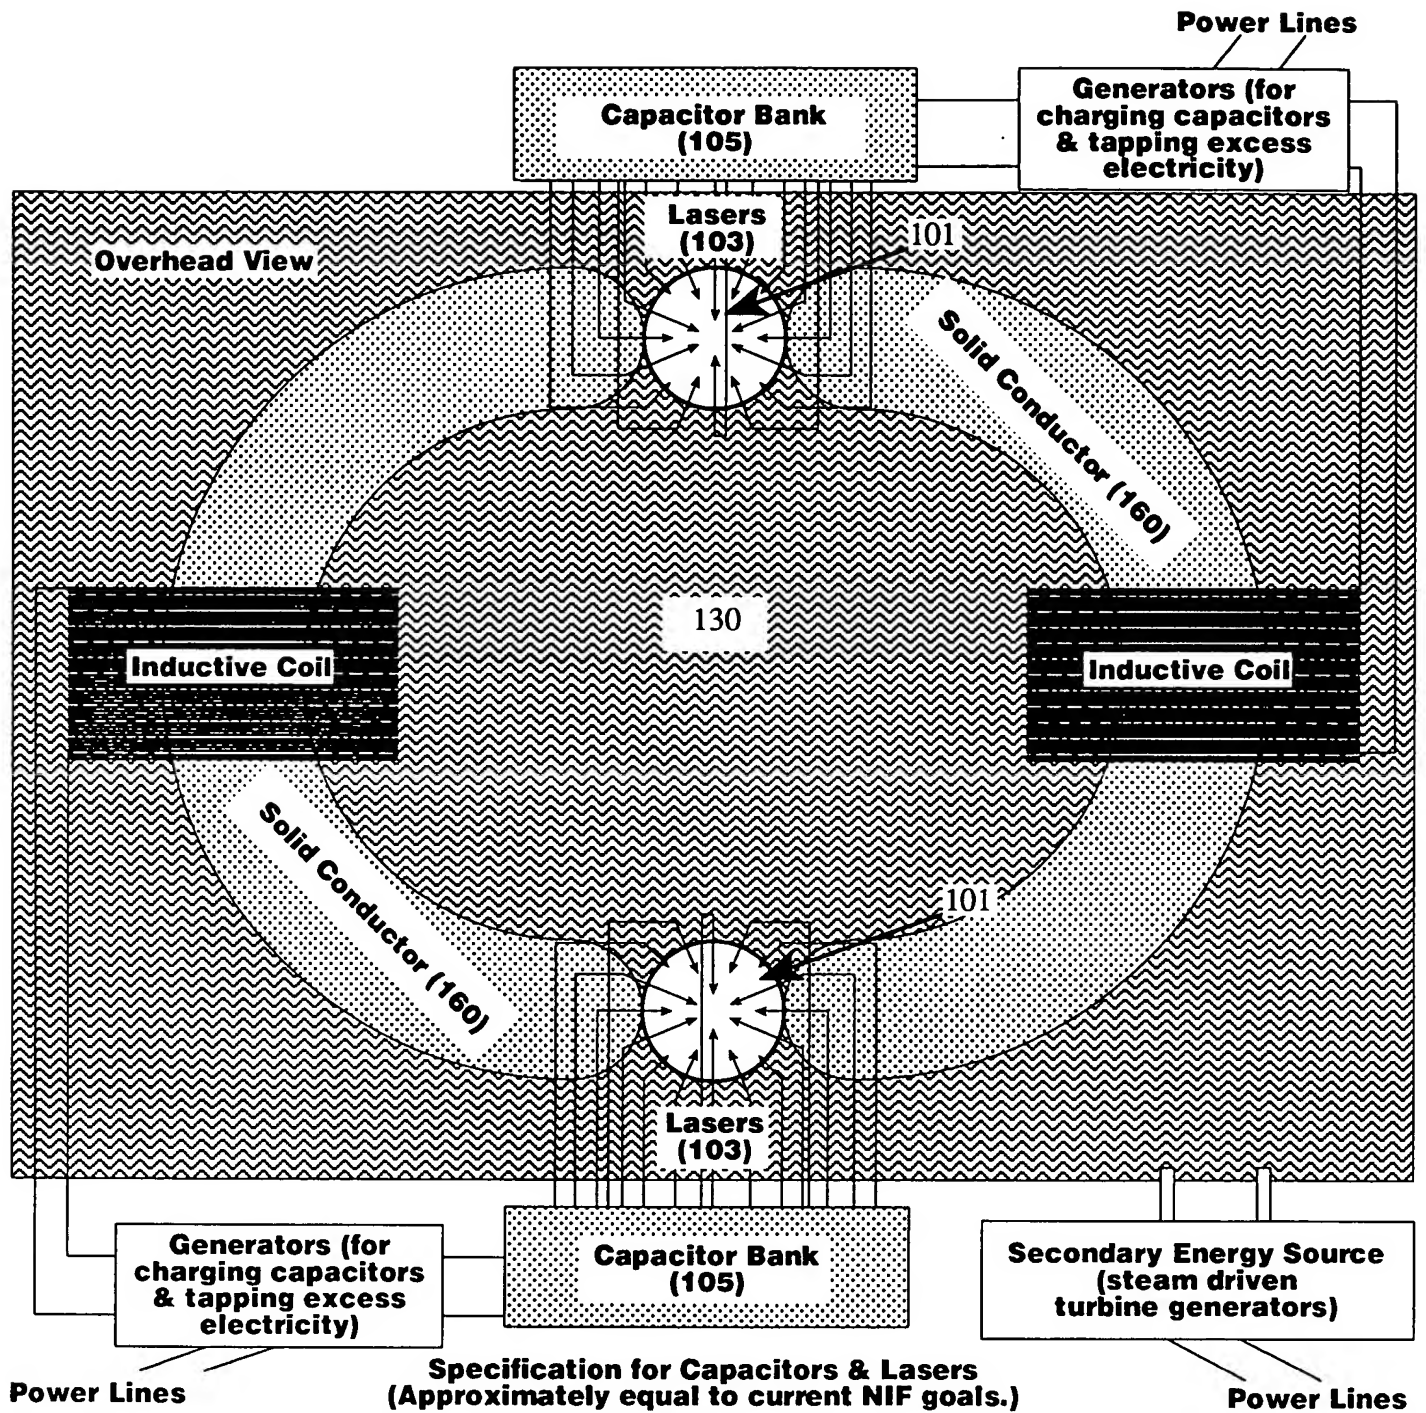 Power Lines
Capacitor Bank
(105)
Generators (for
charging capacitors
& tapping excess
electricity)
Lasers
(103)
101
Overhead View
Solid Conductor (160)
130
Inductive Coil
Inductive Coil
Solid Conductor (160)
101
Lasers
(103)
Generators (for
charging capacitors
& tapping excess
electricity)
Capacitor Bank
(105)
Secondary Energy Source
(steam driven
turbine generators)
Specification for Capacitors & Lasers
(Approximately equal to current NIF goals.)
Power Lines
Power Lines